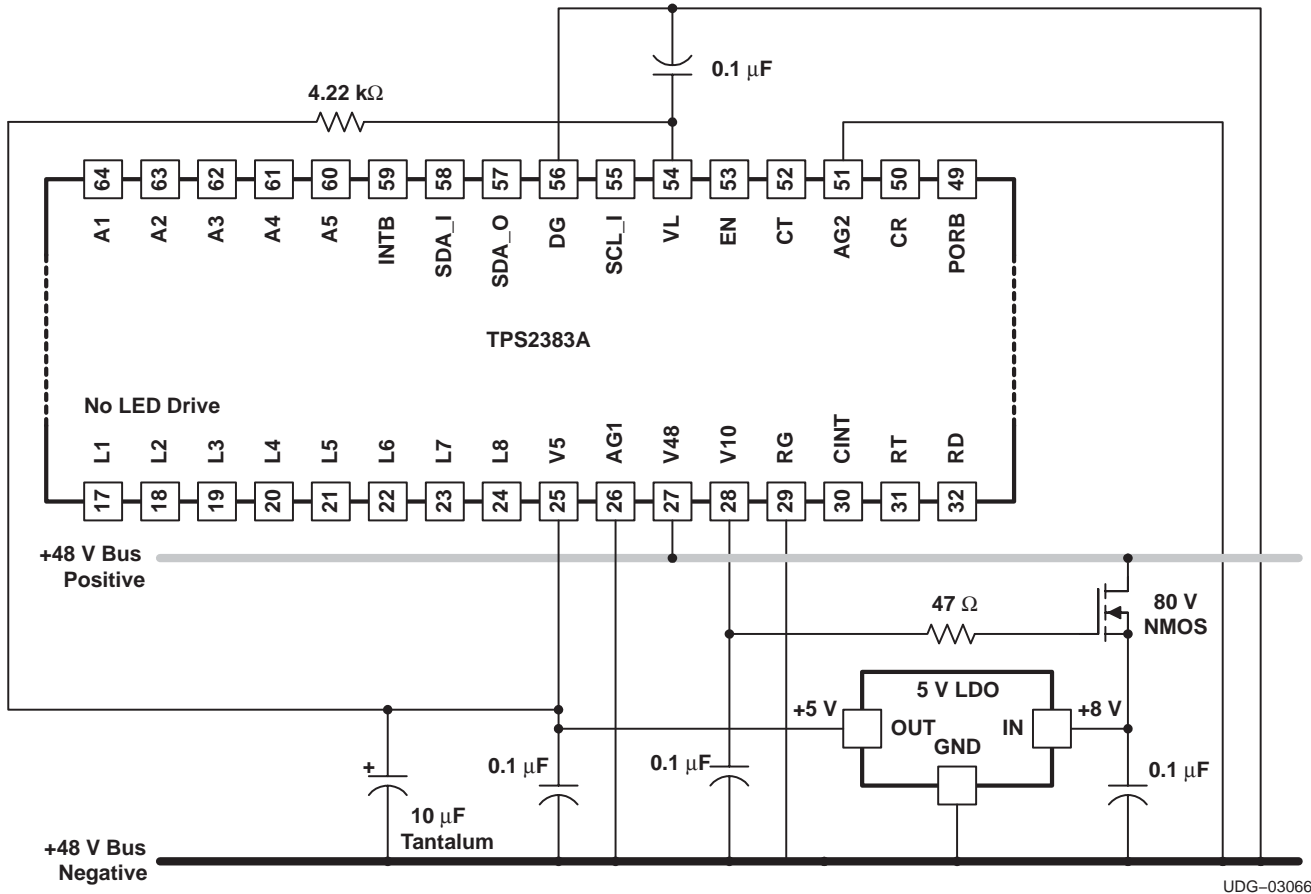 0.1 μF
4.22 kΩ
64 63 62 61 60 59 58 57 56 55 54 53 52 51 50 49
A1 A2 A3 A4 A5 INTB SDA_I SDA_O DG SCL_I VL EN CT AG2 CR PORB
TPS2383A
No LED Drive
L1 L2 L3 L4 L5 L6 L7 L8 V5 AG1 V48 V10 RG CINT RT RD
17 18 19 20 21 22 23 24 25 26 27 28 29 30 31 32
+48 V Bus
Positive
47 Ω
80 V
NMOS
5 V LDO
+5 V
OUT
IN
+8 V
GND
+
10 μF
Tantalum
0.1 μF
0.1 μF
0.1 μF
+48 V Bus
Negative
UDG–03066